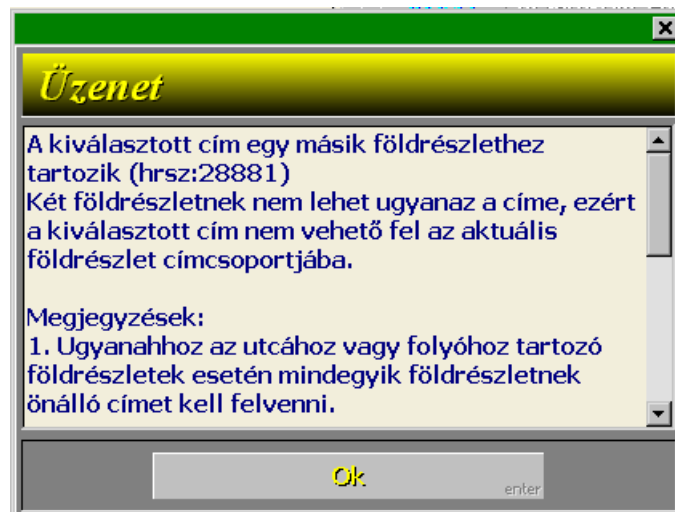 Üzenet
A kiválasztott cím egy másik földrészlethez
tartozik (hrsz:28881)
Két földrészletnek nem lehet ugyanaz a címe, ezért
a kiválasztott cím nem vehető fel az aktuális
földrészlet címcsoportjába.
Megjegyzések:
1. Ugyanahhoz az utcához vagy folyóhoz tartozó
földrészletek esetén mindegyik földrészletnek
önálló címet kell felvenni.
Ok
enter